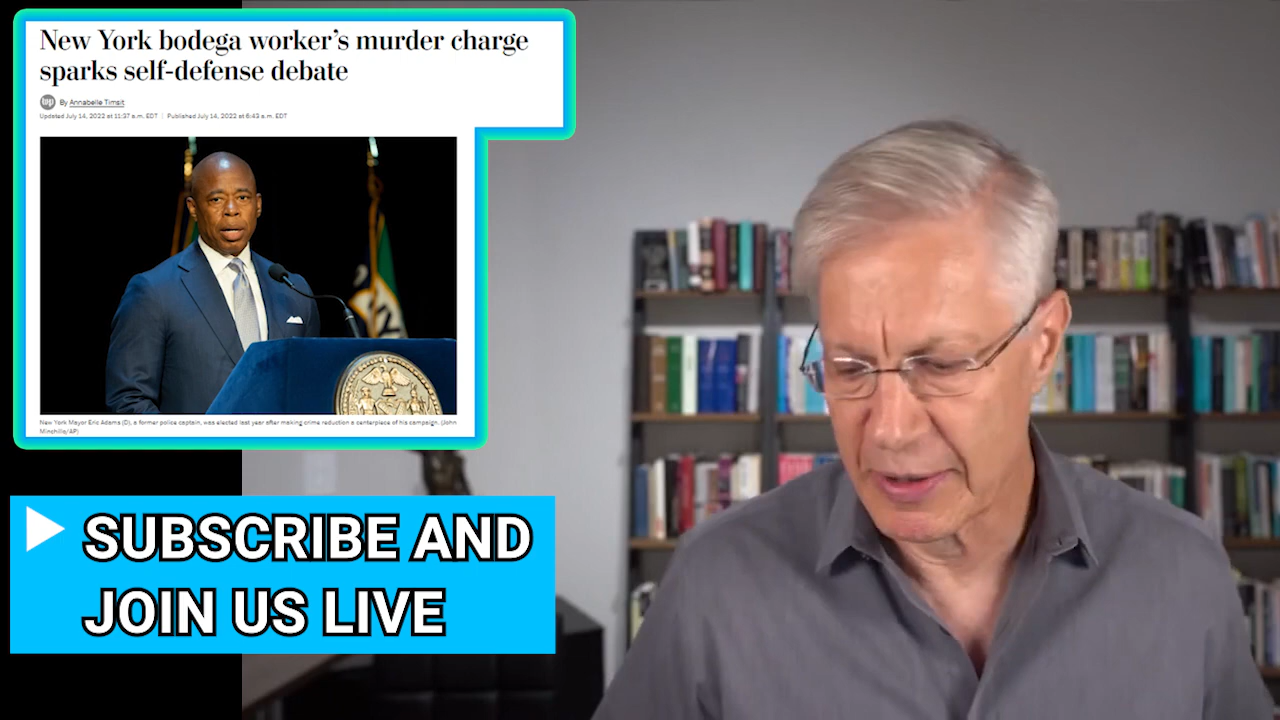 New York bodega worker's murder charge
sparks self-defense debate
wp By Annabelle Timsit
Updated July 14, 2022 at 11:37 a.m. EDT | Published July 14, 2022 at 6:43 a.m. EDT
New York Mayor Eric Adams (D), a former police captain, was elected last year after making crime reduction a centerpiece of his campaign. (John
Minchillo/AP)
SUBSCRIBE AND
JOIN US LIVE